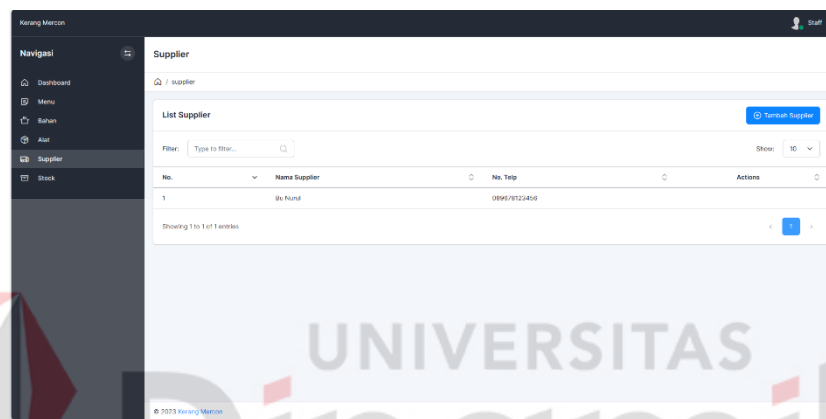 Kerang Mercon
Staff
Navigasi
Supplier
Dashboard
/ supplier
Menu
Bahan
List Supplier
Tambah Supplier
Alat
Filter: Type to filter...
Show: 10
Supplier
Stock
No. Nama Supplier No. Telp Actions
1 Bu Nurul 089678123456
Showing 1 to 1 of 1 entries
1
UNIVERSITAS
© 2023 Kerang Mercon